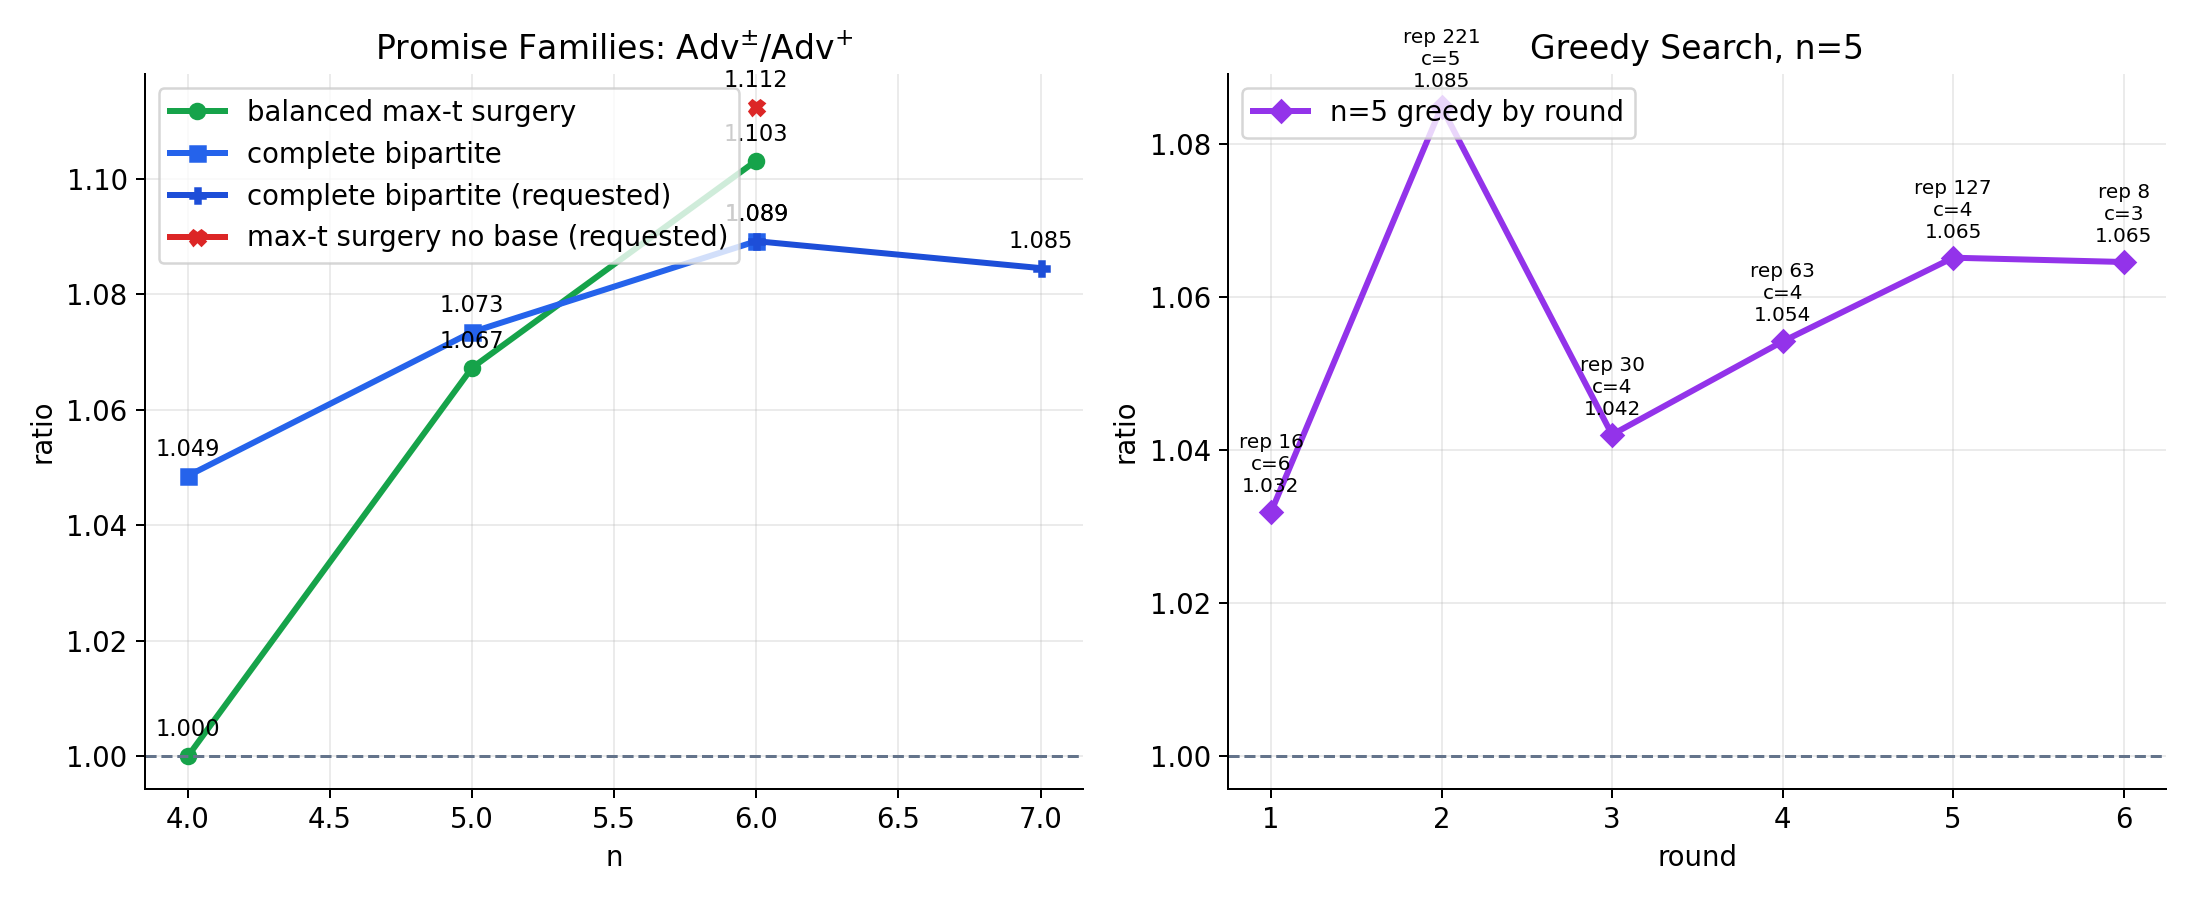 Promise Families: Adv±/Adv+
1.112
1.103
1.089
1.085
1.073
1.067
1.049
1.000
balanced max-t surgery
complete bipartite
complete bipartite (requested)
max-t surgery no base (requested)
ratio
1.10
1.08
1.06
1.04
1.02
1.00
4.0 4.5 5.0 5.5 6.0 6.5 7.0
n
Greedy Search, n=5
n=5 greedy by round
rep 16
c=6
1.032
rep 221
c=5
1.085
rep 30
c=4
1.042
rep 63
c=4
1.054
rep 127
c=4
1.065
rep 8
c=3
1.065
ratio
1.08
1.06
1.04
1.02
1.00
1 2 3 4 5 6
round